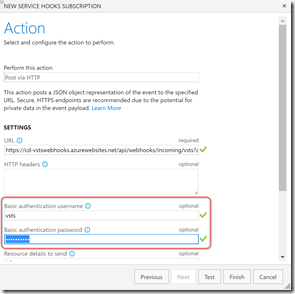 NEW SERVICE HOOKS SUBSCRIPTION
Action
Select and configure the action to perform.
Perform this action
Post via HTTP
This action posts a JSON object representation of the event to the specified
URL. Secure, HTTPS endpoints are recommended due to the potential for
private data in the event payload. Learn More
SETTINGS
URL required
https://cd-vstswebhooks.azurewebsites.net/api/webhooks/incoming/vsts?c
HTTP headers optional
Basic authentication username optional
vsts
Basic authentication password optional
••••••••••
Resource details to send optional
Previous Next Test Finish Cancel